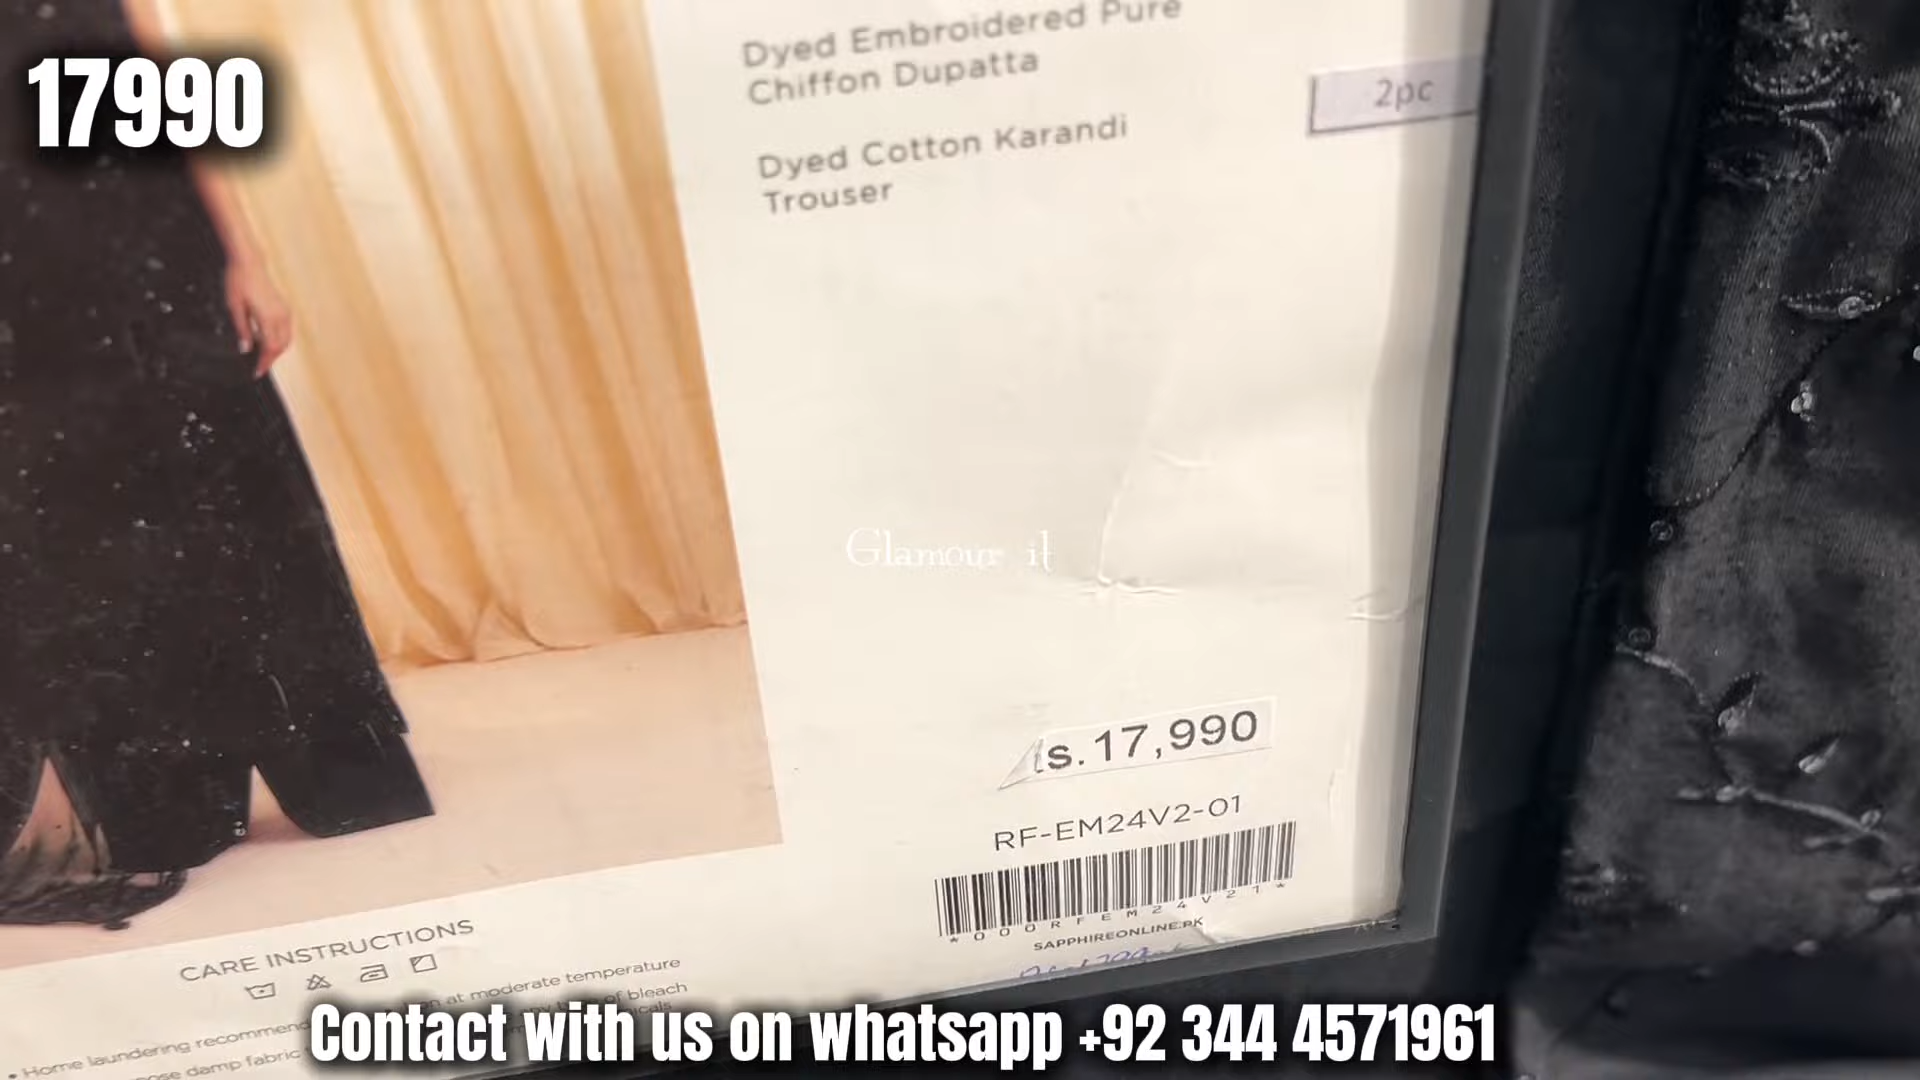 17990
Dyed Embroidered Pure
Chiffon Dupatta
2pc
Dyed Cotton Karandi
Trouser
Glamour it
s. 17,990
RF-EM24V2-01
*000RFEM24V21*
SAPPHIREONLINE.PK
CARE INSTRUCTIONS
at moderate temperature
of bleach
• Home laundering recommend
damp fabric
Contact with us on whatsapp +92 344 4571961